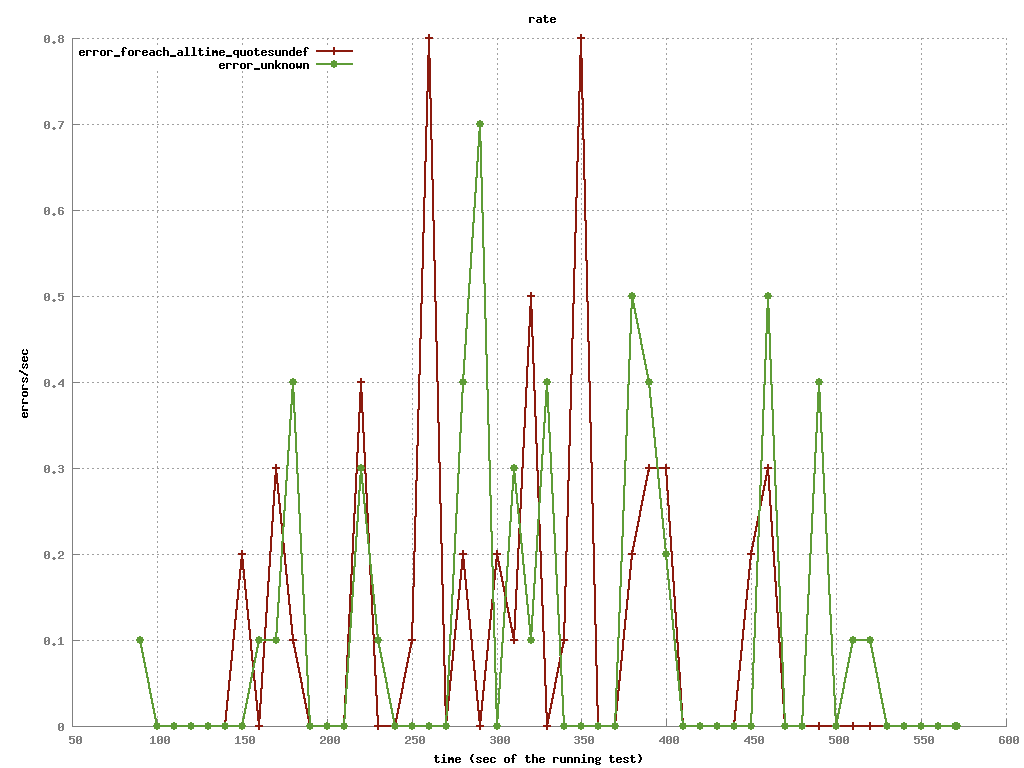 rate
error_foreach_alltime_quotesundef
error_unknown
0.8
0.7
0.6
0.5
0.4
0.3
0.2
0.1
0
errors/sec
50 100 150 200 250 300 350 400 450 500 550 600
time (sec of the running test)